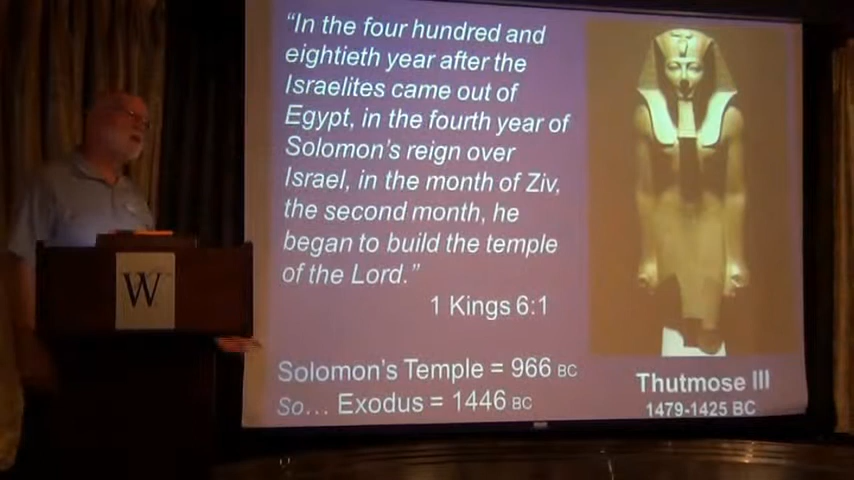 “In the four hundred and
eightieth year after the
Israelites came out of
Egypt, in the fourth year of
Solomon’s reign over
Israel, in the month of Ziv,
the second month, he
began to build the temple
of the Lord.”
1 Kings 6:1
Solomon’s Temple = 966 BC
So… Exodus = 1446 BC
Thutmose III
1479-1425 BC
W